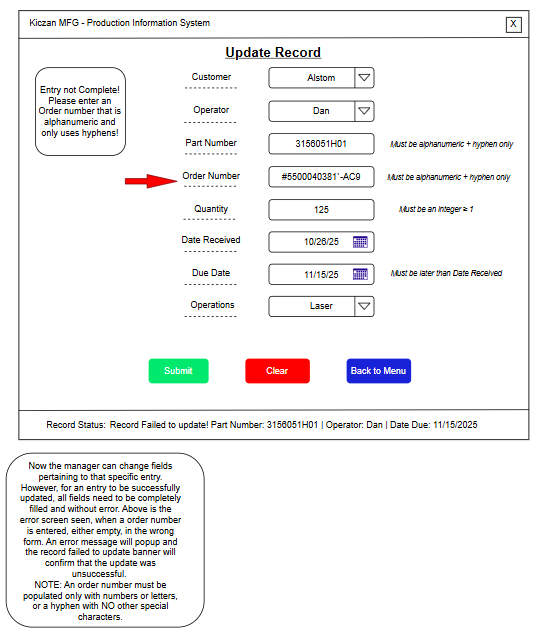 Kiczan MFG - Production Information System
X
Update Record
Entry not Complete!
Please enter an
Order number that is
alphanumeric and
only uses hyphens!
Customer
Alstom
Operator
Dan
Part Number
3156051H01
Must be alphanumeric + hyphen only
Order Number
#5500040381`-AC9
Must be alphanumeric + hyphen only
Quantity
125
Must be an integer ≥ 1
Date Received
10/26/25
Due Date
11/15/25
Must be later than Date Received
Operations
Laser
Submit
Clear
Back to Menu
Record Status: Record Failed to update! Part Number: 3156051H01 | Operator: Dan | Date Due: 11/15/2025
Now the manager can change fields
pertaining to that specific entry.
However, for an entry to be successfully
updated, all fields need to be completely
filled and without error. Above is the
error screen seen, when a order number
is entered, either empty, in the wrong
form. An error message will popup and
the record failed to update banner will
confirm that the update was
unsuccessful.
NOTE: An order number must be
populated only with numbers or letters,
or a hyphen with NO other special
characters.